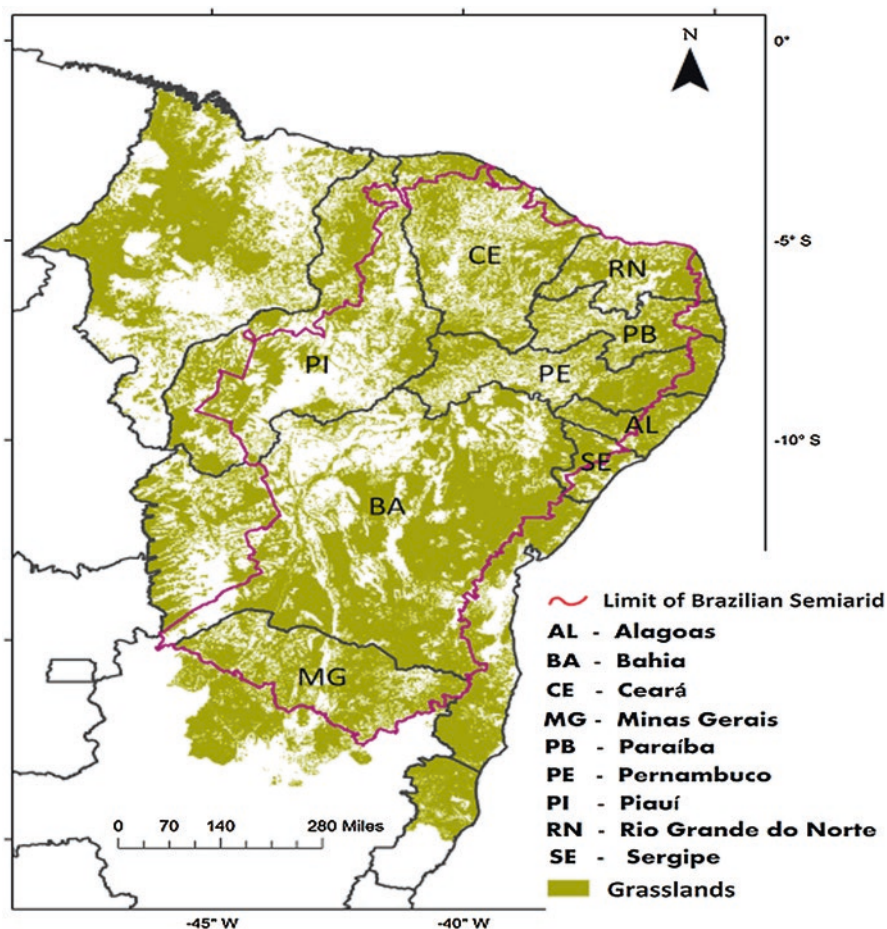 N
0°
-5° S
-10° S
CE
RN
PB
PI
PE
AL
SE
BA
MG
Limit of Brazilian Semiarid
AL - Alagoas
BA - Bahia
CE - Ceará
MG - Minas Gerais
PB - Paraíba
PE - Pernambuco
PI - Piauí
RN - Rio Grande do Norte
SE - Sergipe
Grasslands
0 70 140 280 Miles
-45° W -40° W